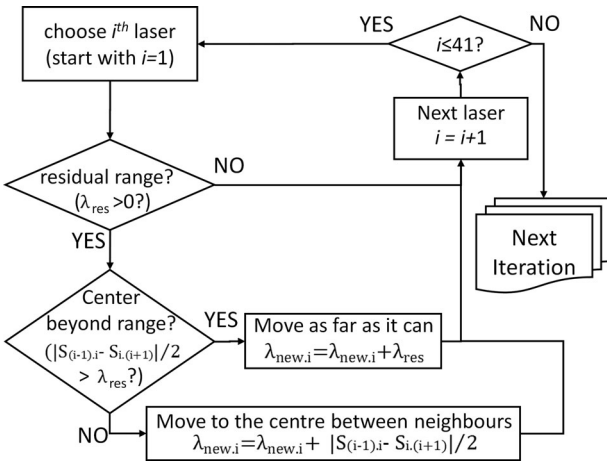 choose iᵗʰ laser
(start with i=1)
YES
i≤41?
NO
Next laser
i = i+1
residual range?
(λres >0?)
NO
YES
Next
Iteration
Center
beyond range?
(|S(i-1).i- Si.(i+1)|/2
> λres?)
YES
Move as far as it can
λnew.i=λnew.i+λres
NO
Move to the centre between neighbours
λnew.i=λnew.i+ |S(i-1).i- Si.(i+1)|/2